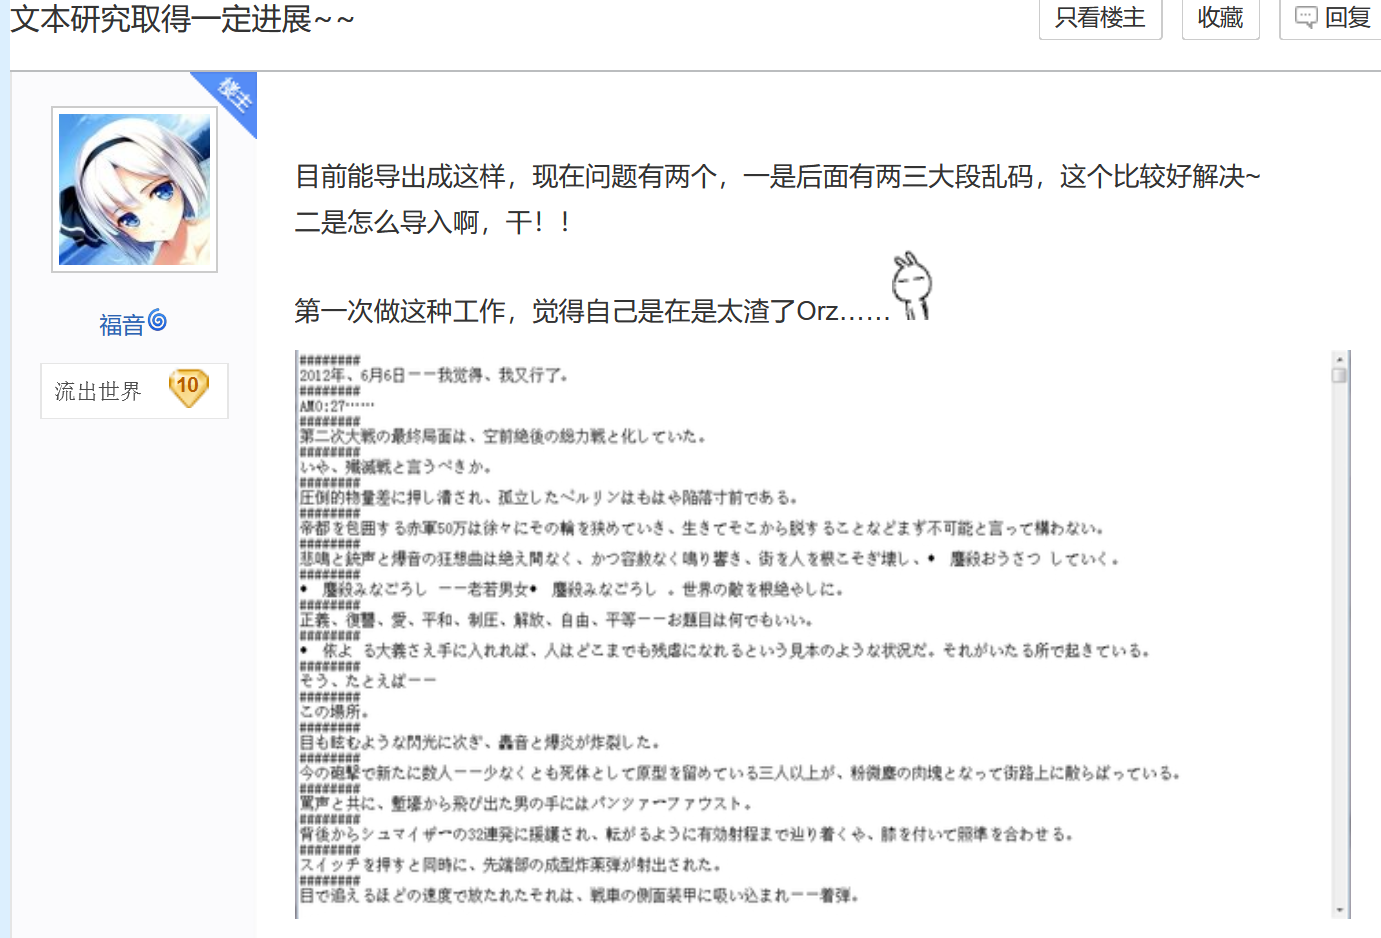 文本研究取得一定进展~~
只看楼主
收藏
回复
楼主
福音
流出世界
10
目前能导出成这样，现在问题有两个，一是后面有两三大段乱码，这个比较好解决~
二是怎么导入啊，干！！
第一次做这种工作，觉得自己是在是太渣了Orz……
########
2012年、6月6日ーー我觉得、我又行了。
########
AM0:27……
########
第二次大戦の最終局面は、空前絶後の総力戦と化していた。
########
いや、殲滅戦と言うべきか。
########
圧倒的物量差に押し潰され、孤立したベルリンはもはや陥落寸前である。
########
帝都を包囲する赤軍50万は徐々にその輪を狭めていき、生きてそこから脱することなどまず不可能と言って構わない。
########
悲鳴と銃声と爆音の狂想曲は絶え間なく、かつ容赦なく鳴り響き、街を人を根こそぎ壊し、◆　鏖殺おうさつ していく。
########
◆　鏖殺みなごろし ーー老若男女◆　鏖殺みなごろし 。世界の敵を根絶やしに。
########
正義、復讐、愛、平和、制圧、解放、自由、平等ーーお題目は何でもいい。
########
◆　依よ る大義さえ手に入れれば、人はどこまでも残虐になれるという見本のような状況だ。それがいたる所で起きている。
########
そう、たとえばーー
########
この場所。
########
目も眩むような閃光に次ぎ、轟音と爆炎が炸裂した。
########
今の砲撃で新たに数人ーー少なくとも死体として原型を留めている三人以上が、粉微塵の肉塊となって街路上に散らばっている。
########
罵声と共に、塹壕から飛び出た男の手にはパンツァーファウスト。
########
背後からシュマイザーの32連発に援護され、転がるように有効射程まで辿り着くや、膝を付いて照準を合わせる。
########
スイッチを押すと同時に、先端部の成型炸薬弾が射出された。
########
目で追えるほどの速度で放たれたそれは、戦車の側面装甲に吸い込まれーー着弾。